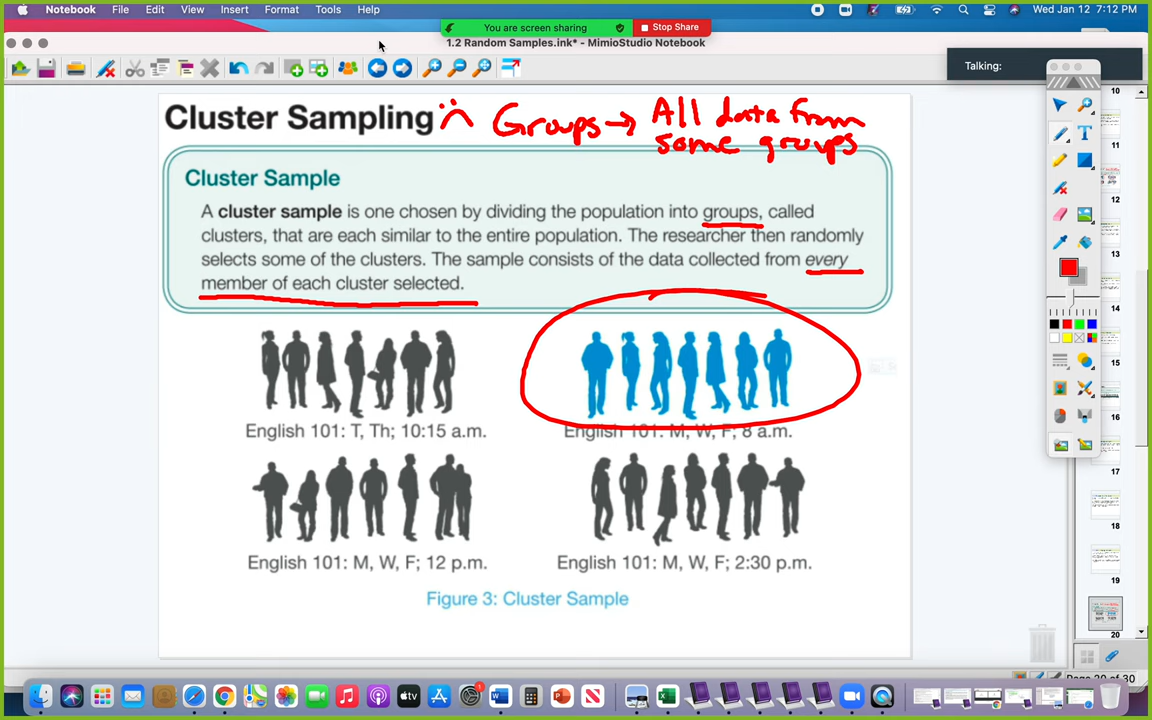 Notebook File Edit View Insert Format Tools Help Wed Jan 12 7:12 PM
You are screen sharing Stop Share
1.2 Random Samples.ink* - MimioStudio Notebook
Talking:
Cluster Sampling Groups → All data from
some groups
Cluster Sample
A cluster sample is one chosen by dividing the population into groups, called
clusters, that are each similar to the entire population. The researcher then randomly
selects some of the clusters. The sample consists of the data collected from every
member of each cluster selected.
English 101: T, Th; 10:15 a.m.
English 101: M, W, F; 8 a.m.
English 101: M, W, F; 12 p.m.
English 101: M, W, F; 2:30 p.m.
Figure 3: Cluster Sample
10
11
12
13
14
15
16
17
18
19
20
Page 20 of 30
tv